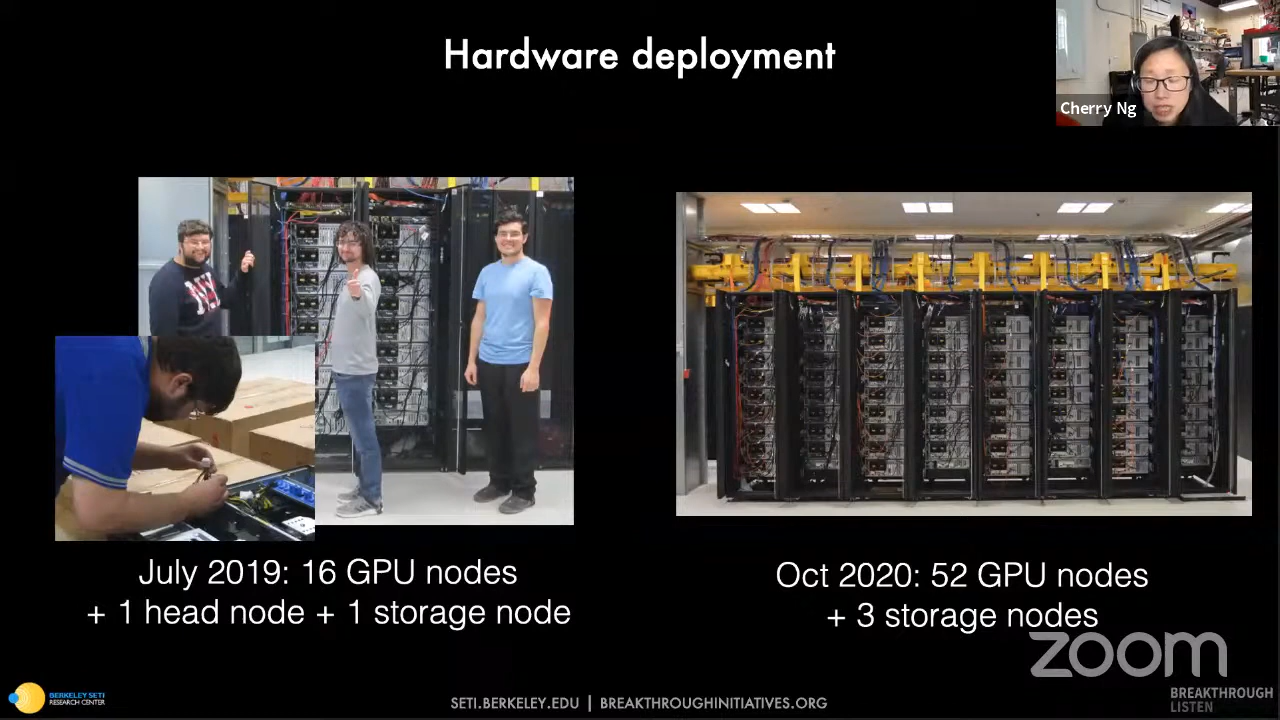 Hardware deployment
Cherry Ng
July 2019: 16 GPU nodes
+ 1 head node + 1 storage node
Oct 2020: 52 GPU nodes
+ 3 storage nodes
zoom
BERKELEY SETI
RESEARCH CENTER
SETI.BERKELEY.EDU | BREAKTHROUGHINITIATIVES.ORG
BREAKTHROUGH
LISTEN